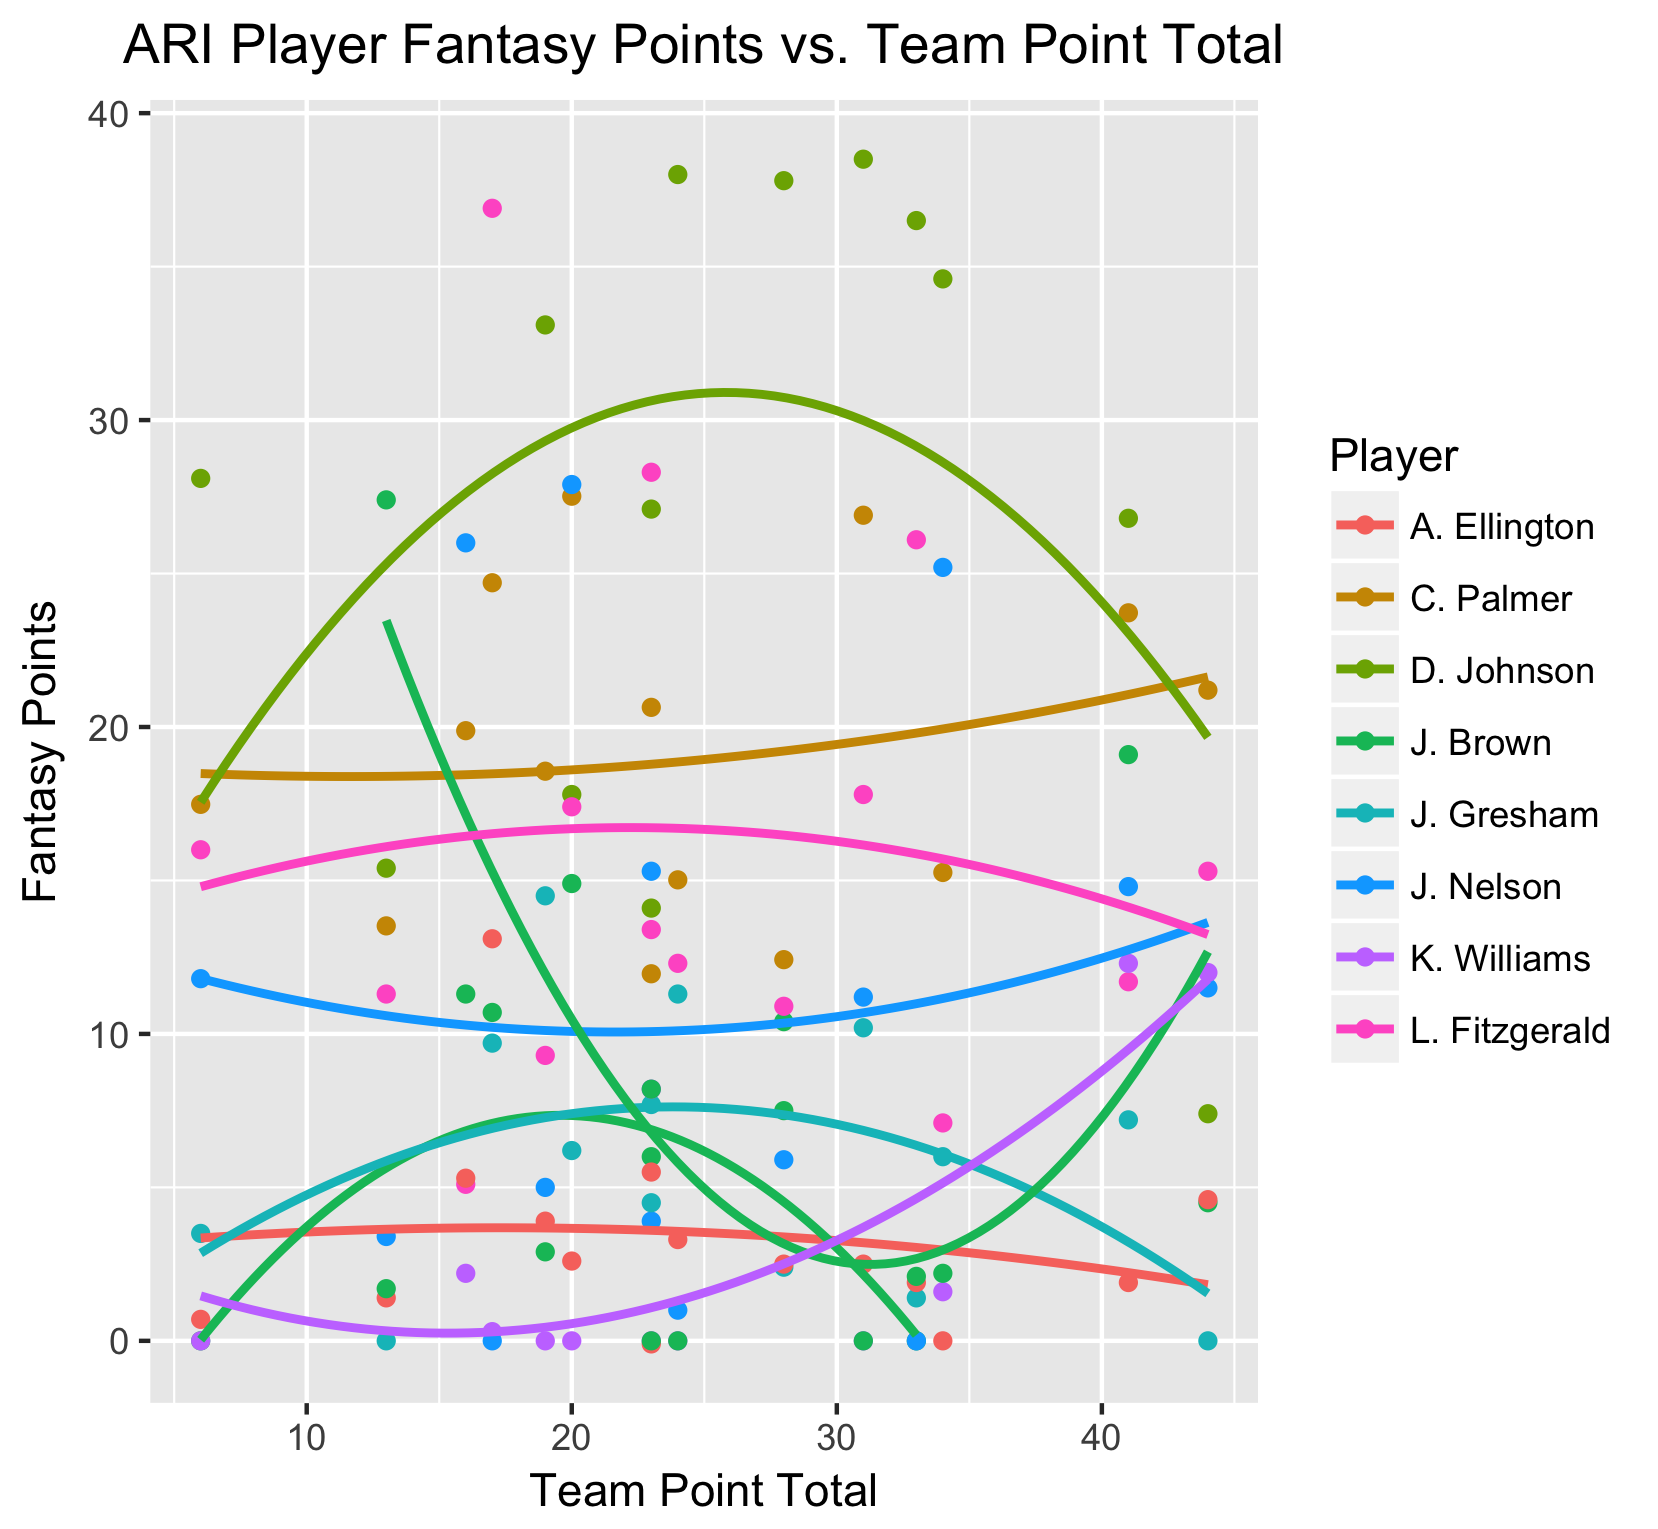 ARI Player Fantasy Points vs. Team Point Total
40
30
20
10
0
Fantasy Points
10 20 30 40
Team Point Total
Player
A. Ellington
C. Palmer
D. Johnson
J. Brown
J. Gresham
J. Nelson
K. Williams
L. Fitzgerald